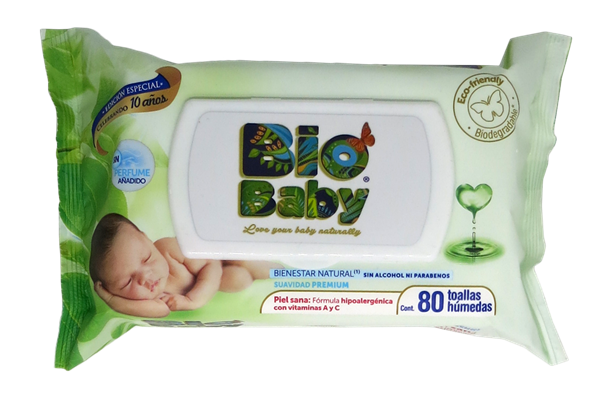 EDICIÓN ESPECIAL
CELEBRANDO 10 años
Eco-friendly
Biodegradable
SIN
PERFUME
AÑADIDO
Bio
Baby®
Love your baby naturally
BIENESTAR NATURAL(1) SIN ALCOHOL NI PARABENOS
SUAVIDAD PREMIUM
Piel sana: Fórmula hipoalergénica
con vitaminas A y C
Cont. 80 toallas
húmedas